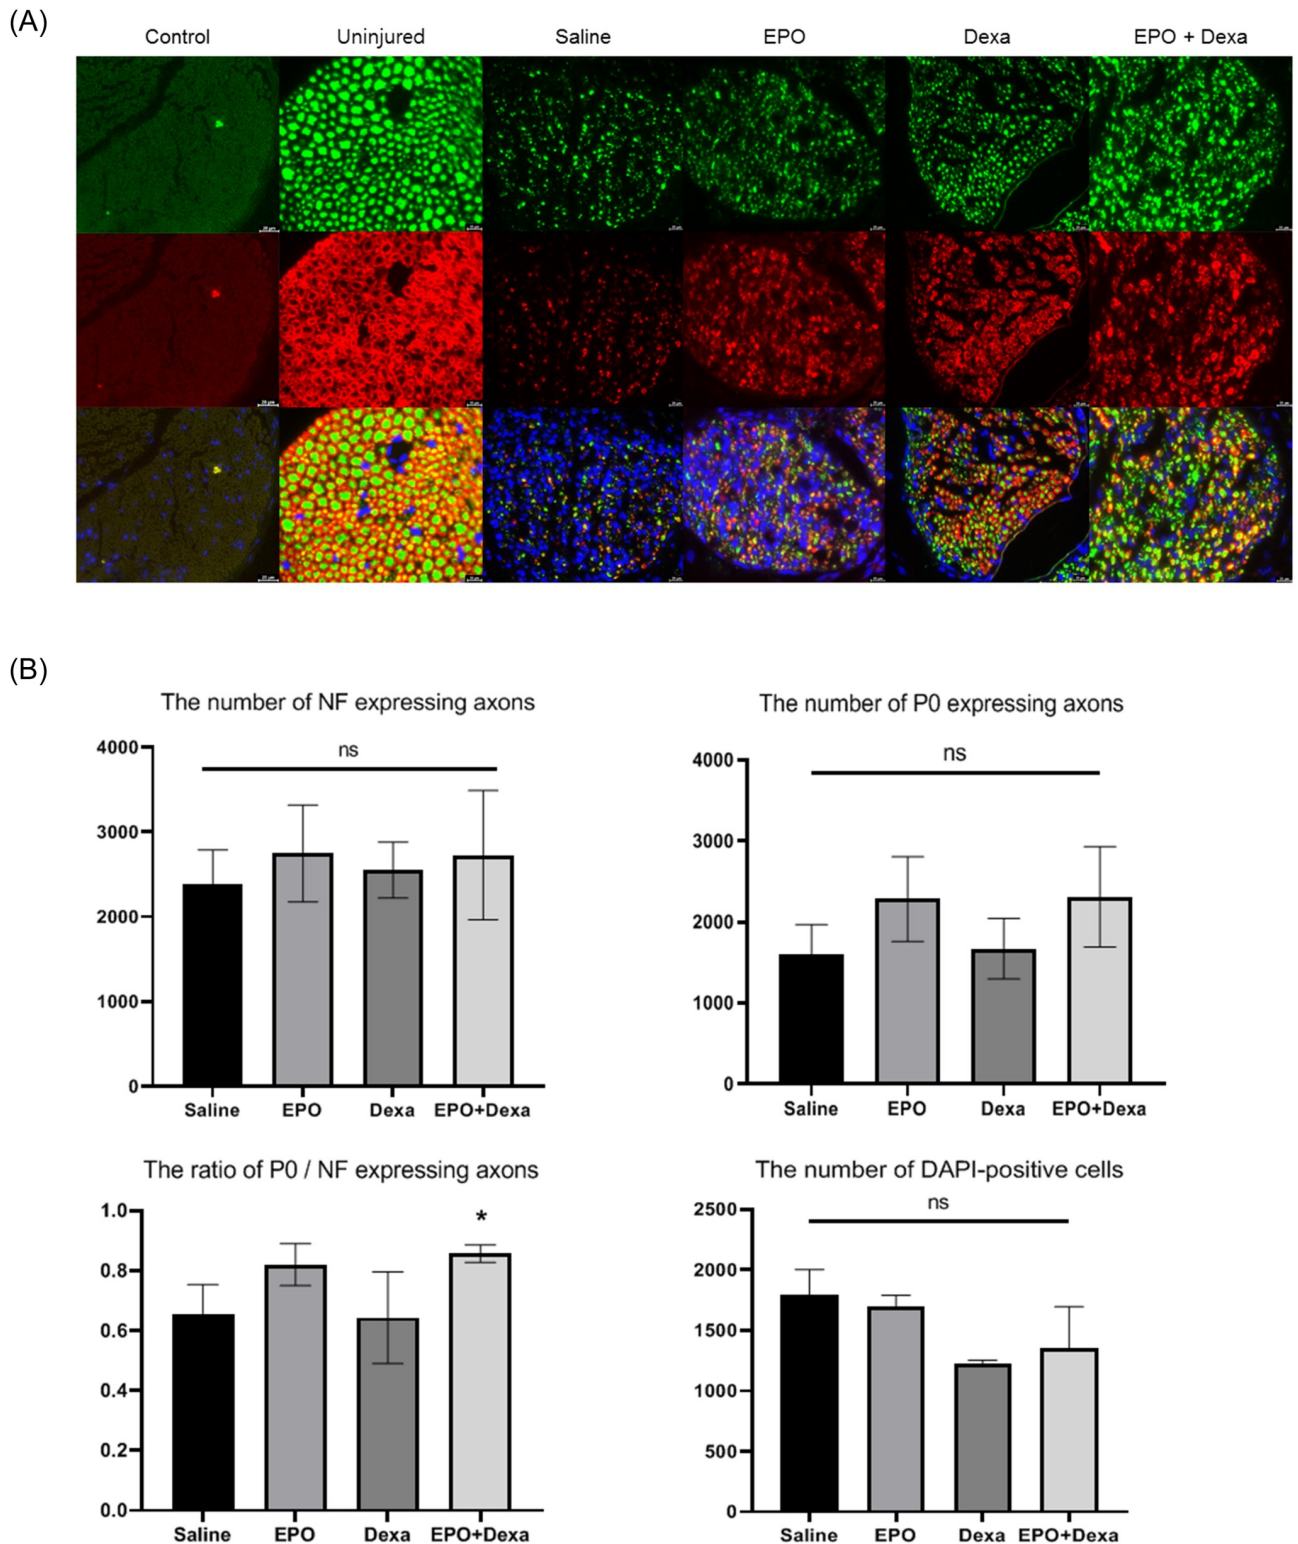 (A)
Control Uninjured Saline EPO Dexa EPO + Dexa
(B)
The number of NF expressing axons
ns
4000
3000
2000
1000
0
Saline EPO Dexa EPO+Dexa
The number of P0 expressing axons
ns
4000
3000
2000
1000
0
Saline EPO Dexa EPO+Dexa
The ratio of P0 / NF expressing axons
*
1.0
0.8
0.6
0.4
0.2
0.0
Saline EPO Dexa EPO+Dexa
The number of DAPI-positive cells
ns
2500
2000
1500
1000
500
0
Saline EPO Dexa EPO+Dexa